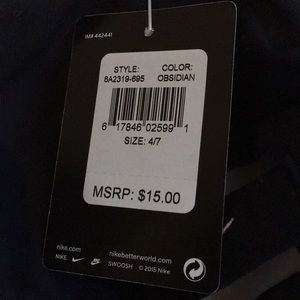 IM# 442441
STYLE: COLOR:
8A2319-695 OBSIDIAN
6 17846 02599 1
SIZE: 4/7
MSRP: $15.00
nike.com nikebetterworld.com
NIKE SWOOSH © 2015 Nike